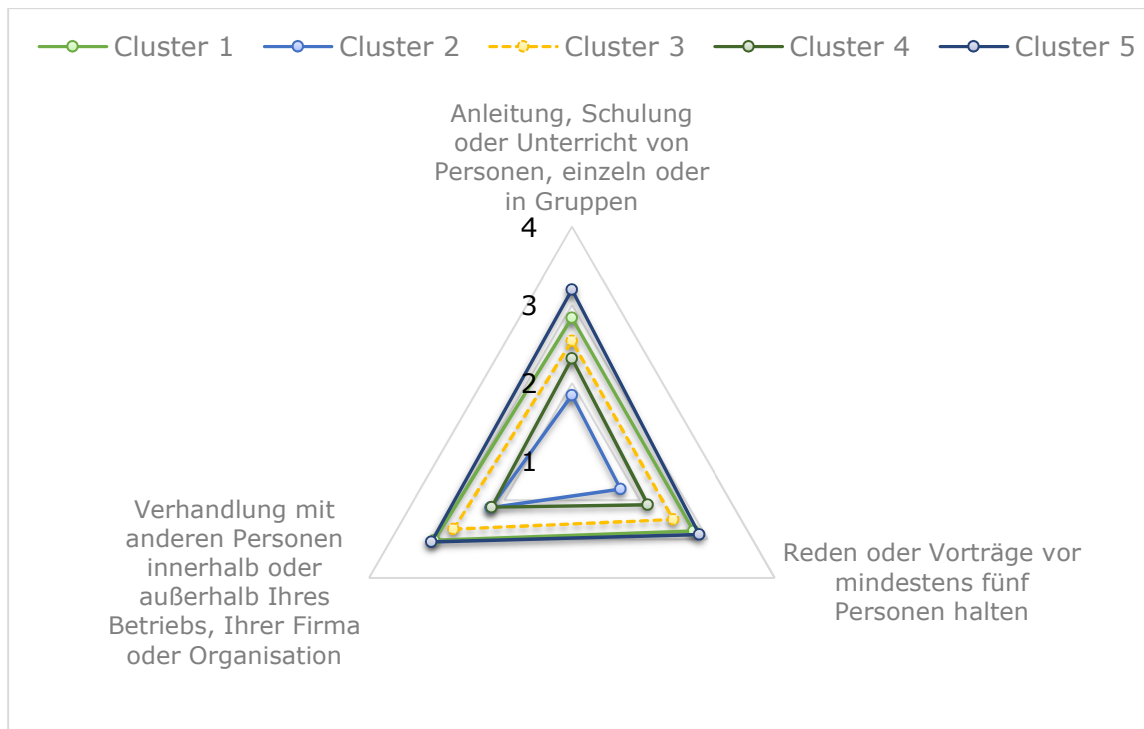 Cluster 1 Cluster 2 Cluster 3 Cluster 4 Cluster 5
Anleitung, Schulung
oder Unterricht von
Personen, einzeln oder
in Gruppen
4
3
2
1
Verhandlung mit
anderen Personen
innerhalb oder
außerhalb Ihres
Betriebs, Ihrer Firma
oder Organisation
Reden oder Vorträge vor
mindestens fünf
Personen halten